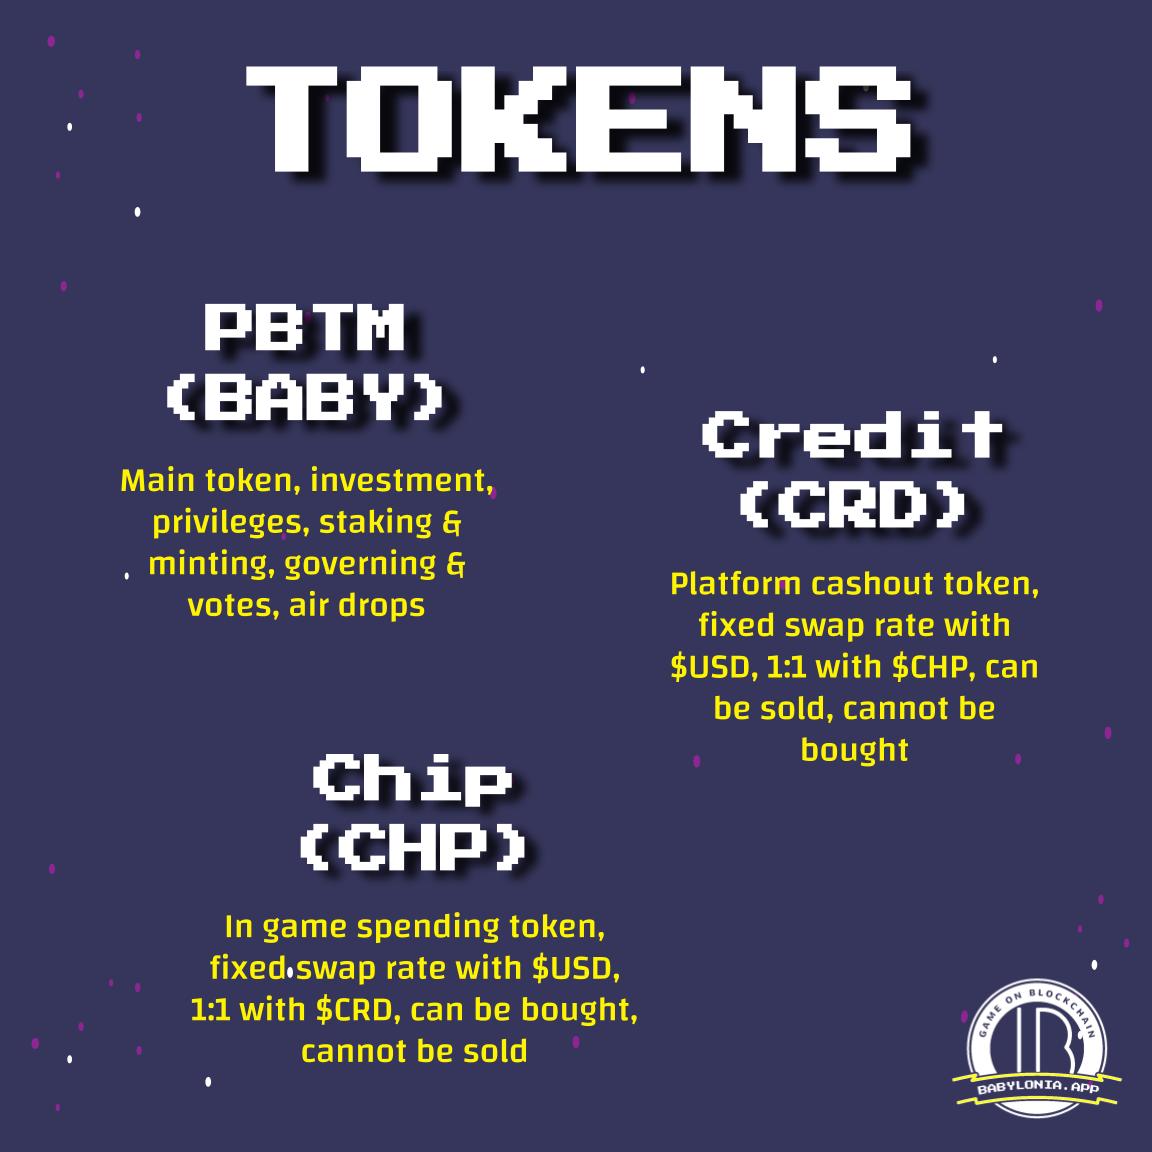 TOKENS
PBTM
(BABY)
Main token, investment,
privileges, staking &
minting, governing &
votes, air drops
Credit
(CRD)
Platform cashout token,
fixed swap rate with
$USD, 1:1 with $CHP, can
be sold, cannot be
bought
Chip
(CHP)
In game spending token,
fixed swap rate with $USD,
1:1 with $CRD, can be bought,
cannot be sold
GAME ON BLOCKCHAIN
BABYLONIA.APP